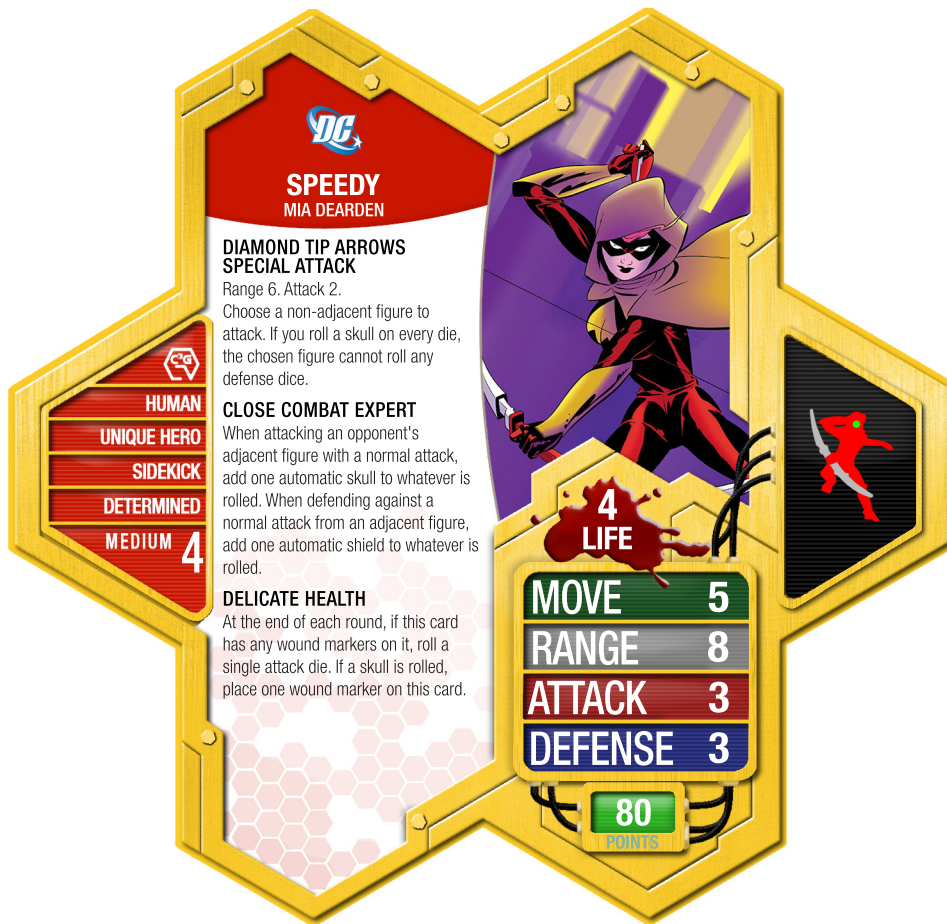 DC
SPEEDY
MIA DEARDEN
DIAMOND TIP ARROWS
SPECIAL ATTACK
Range 6. Attack 2.
Choose a non-adjacent figure to
attack. If you roll a skull on every die,
the chosen figure cannot roll any
defense dice.
CLOSE COMBAT EXPERT
When attacking an opponent's
adjacent figure with a normal attack,
add one automatic skull to whatever is
rolled. When defending against a
normal attack from an adjacent figure,
add one automatic shield to whatever is
rolled.
DELICATE HEALTH
At the end of each round, if this card
has any wound markers on it, roll a
single attack die. If a skull is rolled,
place one wound marker on this card.
C3G
HUMAN
UNIQUE HERO
SIDEKICK
DETERMINED
MEDIUM 4
4
LIFE
MOVE 5
RANGE 8
ATTACK 3
DEFENSE 3
80
POINTS